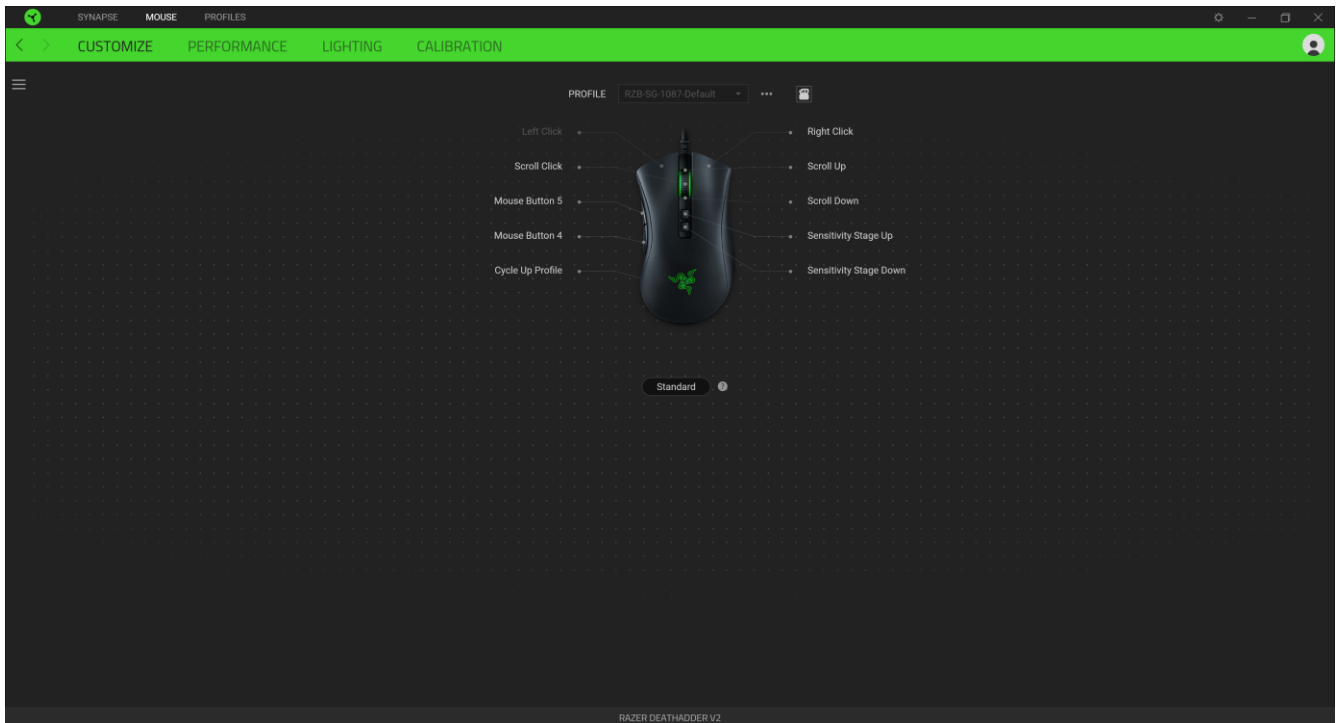 SYNAPSE MOUSE PROFILES
CUSTOMIZE PERFORMANCE LIGHTING CALIBRATION
PROFILE RZB-SG-1087-Default
Left Click Right Click
Scroll Click Scroll Up
Mouse Button 5 Scroll Down
Mouse Button 4 Sensitivity Stage Up
Cycle Up Profile Sensitivity Stage Down
Standard ?
RAZER DEATHADDER V2